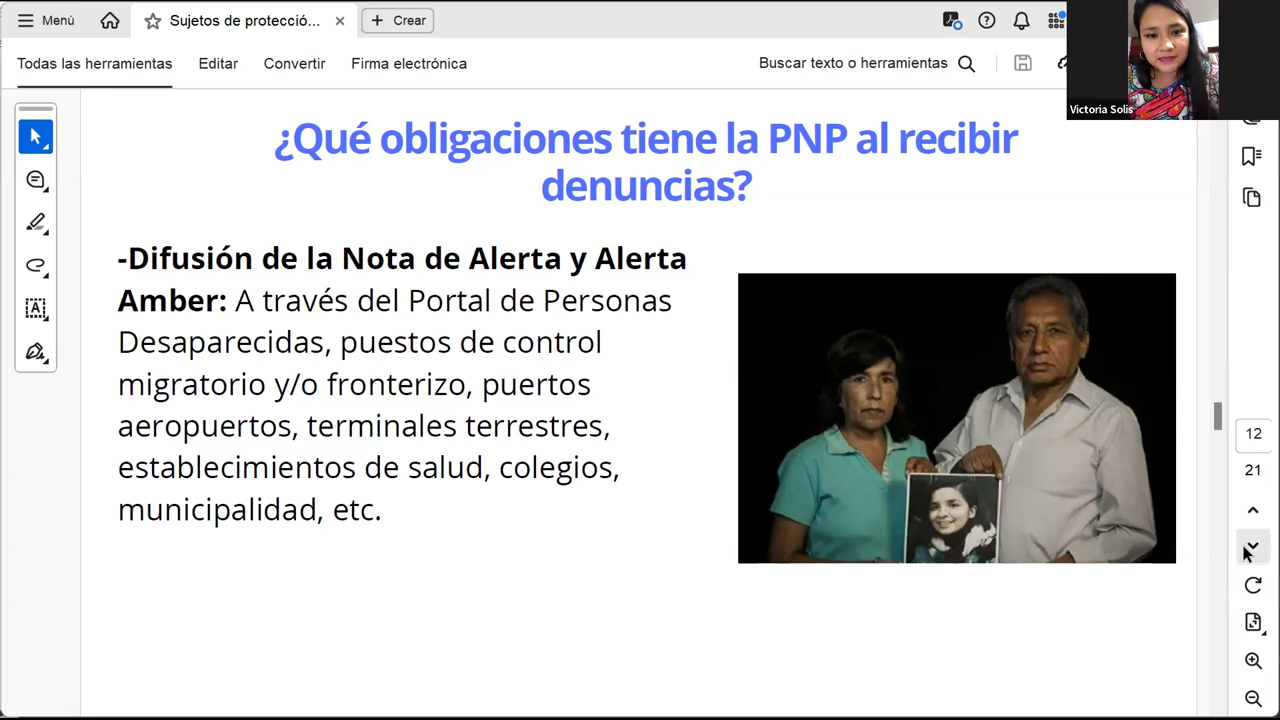 Menú
Sujetos de protecció...
Crear
Todas las herramientas
Editar
Convertir
Firma electrónica
Buscar texto o herramientas
Victoria Solis
¿Qué obligaciones tiene la PNP al recibir
denuncias?
-Difusión de la Nota de Alerta y Alerta
Amber: A través del Portal de Personas
Desaparecidas, puestos de control
migratorio y/o fronterizo, puertos
aeropuertos, terminales terrestres,
establecimientos de salud, colegios,
municipalidad, etc.
12
21